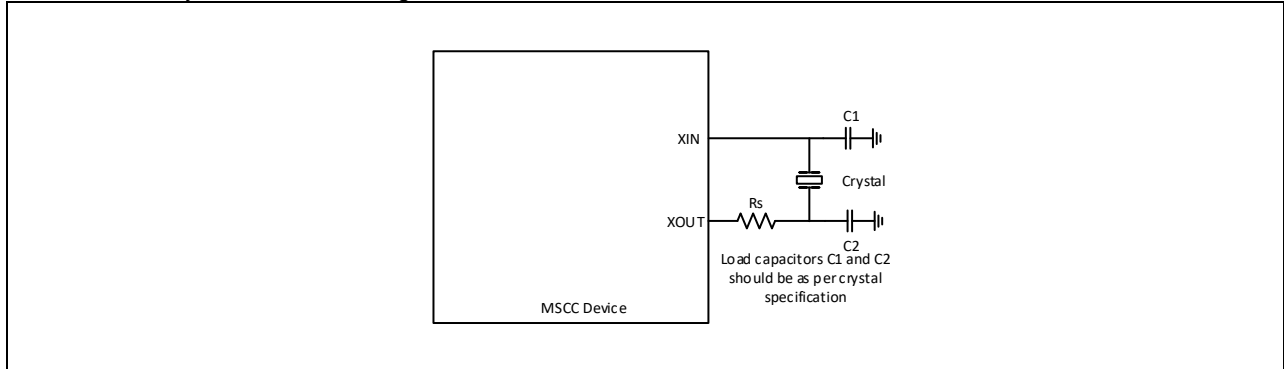 C1
XIN
Crystal
Rs
XOUT
C2
Load capacitors C1 and C2
should be as per crystal
specification
MSCC Device